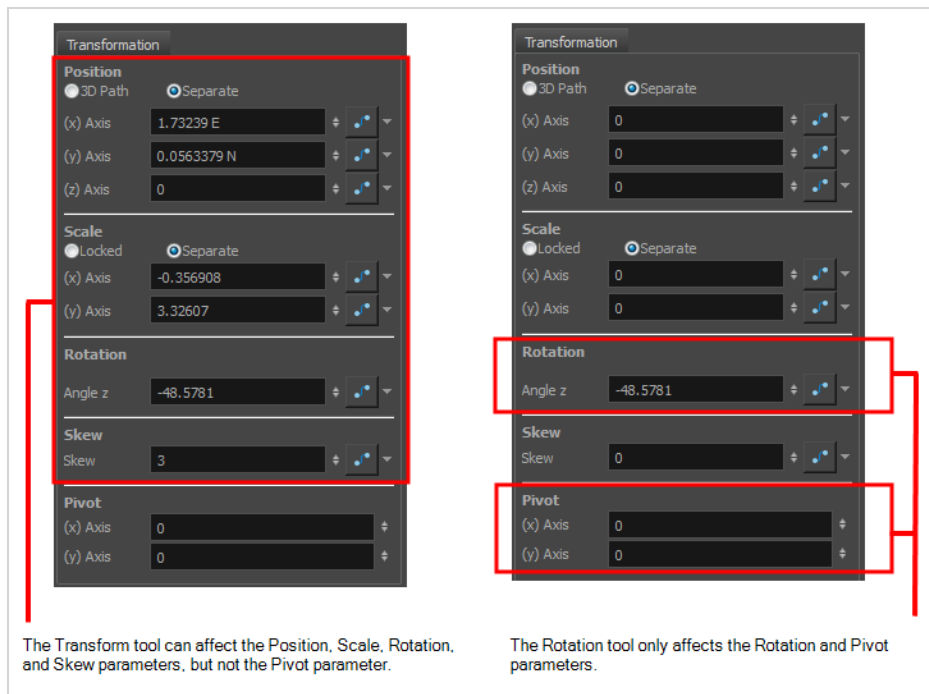 Transformation
Position
3D Path Separate
(x) Axis 1.73239 E
(y) Axis 0.0563379 N
(z) Axis 0
Scale
Locked Separate
(x) Axis -0.356908
(y) Axis 3.32607
Rotation
Angle z -48.5781
Skew
Skew 3
Pivot
(x) Axis 0
(y) Axis 0
The Transform tool can affect the Position, Scale, Rotation,
and Skew parameters, but not the Pivot parameter.
Transformation
Position
3D Path Separate
(x) Axis 0
(y) Axis 0
(z) Axis 0
Scale
Locked Separate
(x) Axis 0
(y) Axis 0
Rotation
Angle z -48.5781
Skew
Skew 0
Pivot
(x) Axis 0
(y) Axis 0
The Rotation tool only affects the Rotation and Pivot
parameters.